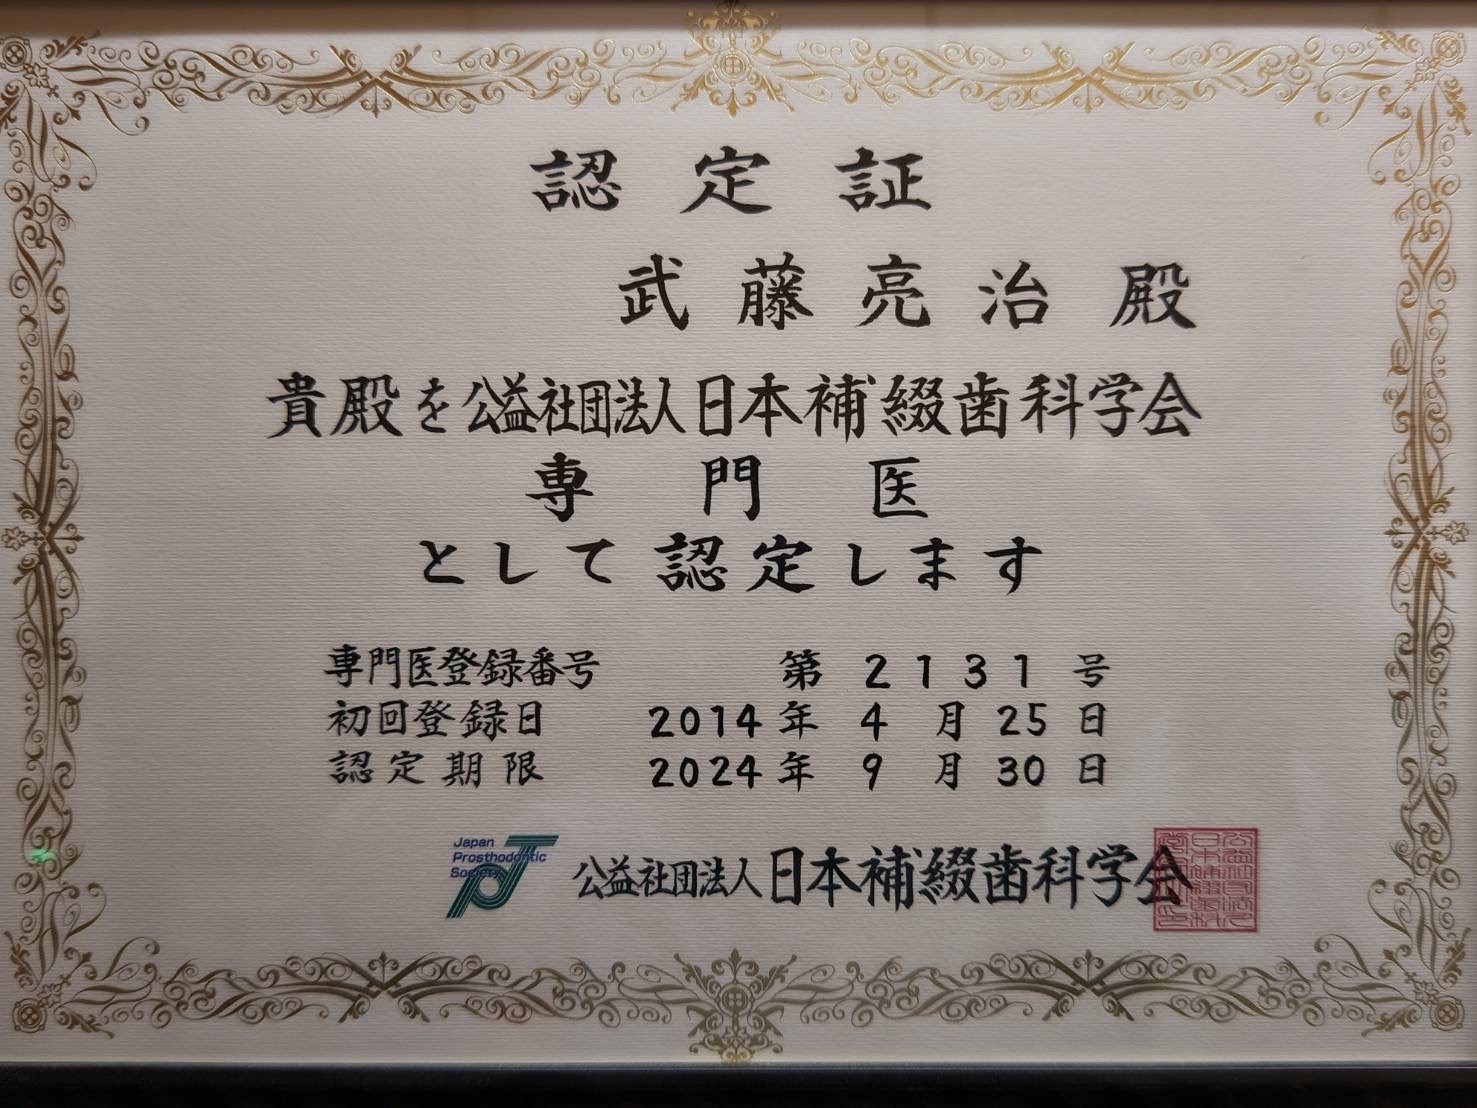 認定証
武藤亮治殿
貴殿を公益社団法人日本補綴歯科学会
専門医
として認定します
専門医登録番号 第2131号
初回登録日 2014年4月25日
認定期限 2024年9月30日
Japan
Prosthodontic
Society
公益社団法人日本補綴歯科学会